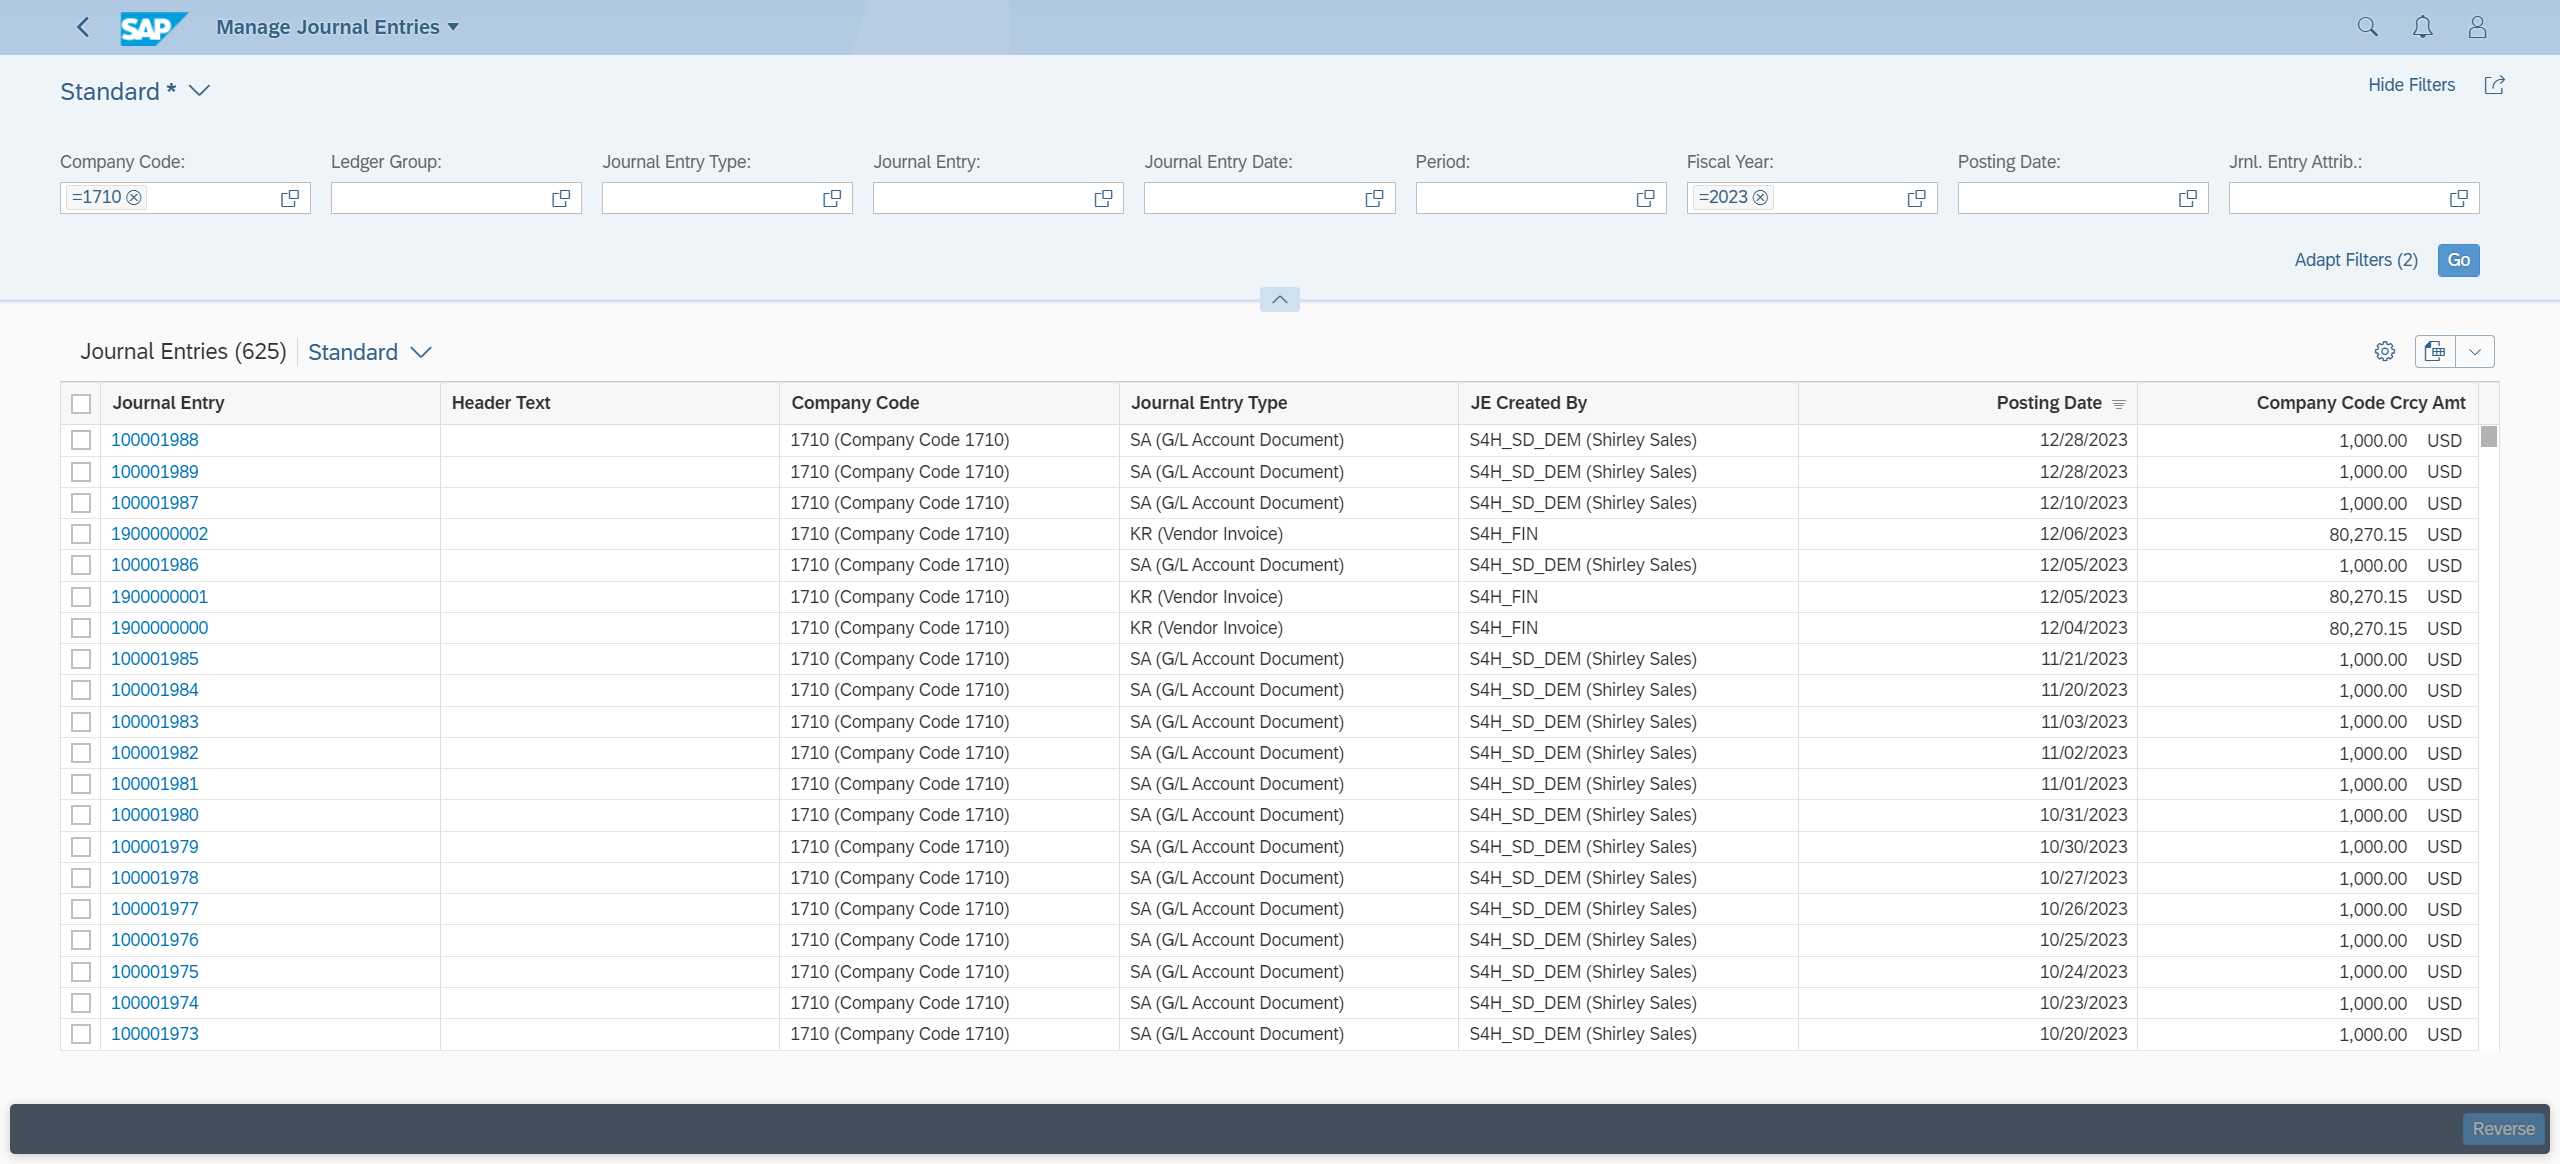 SAP Manage Journal Entries
Standard *
Hide Filters
Company Code: Ledger Group: Journal Entry Type: Journal Entry: Journal Entry Date: Period: Fiscal Year: Posting Date: Jrnl. Entry Attrib.:
=1710 =2023
Adapt Filters (2) Go
Journal Entries (625) Standard
Journal Entry Header Text Company Code Journal Entry Type JE Created By Posting Date Company Code Crcy Amt
100001988 1710 (Company Code 1710) SA (G/L Account Document) S4H_SD_DEM (Shirley Sales) 12/28/2023 1,000.00 USD
100001989 1710 (Company Code 1710) SA (G/L Account Document) S4H_SD_DEM (Shirley Sales) 12/28/2023 1,000.00 USD
100001987 1710 (Company Code 1710) SA (G/L Account Document) S4H_SD_DEM (Shirley Sales) 12/10/2023 1,000.00 USD
1900000002 1710 (Company Code 1710) KR (Vendor Invoice) S4H_FIN 12/06/2023 80,270.15 USD
100001986 1710 (Company Code 1710) SA (G/L Account Document) S4H_SD_DEM (Shirley Sales) 12/05/2023 1,000.00 USD
1900000001 1710 (Company Code 1710) KR (Vendor Invoice) S4H_FIN 12/05/2023 80,270.15 USD
1900000000 1710 (Company Code 1710) KR (Vendor Invoice) S4H_FIN 12/04/2023 80,270.15 USD
100001985 1710 (Company Code 1710) SA (G/L Account Document) S4H_SD_DEM (Shirley Sales) 11/21/2023 1,000.00 USD
100001984 1710 (Company Code 1710) SA (G/L Account Document) S4H_SD_DEM (Shirley Sales) 11/20/2023 1,000.00 USD
100001983 1710 (Company Code 1710) SA (G/L Account Document) S4H_SD_DEM (Shirley Sales) 11/03/2023 1,000.00 USD
100001982 1710 (Company Code 1710) SA (G/L Account Document) S4H_SD_DEM (Shirley Sales) 11/02/2023 1,000.00 USD
100001981 1710 (Company Code 1710) SA (G/L Account Document) S4H_SD_DEM (Shirley Sales) 11/01/2023 1,000.00 USD
100001980 1710 (Company Code 1710) SA (G/L Account Document) S4H_SD_DEM (Shirley Sales) 10/31/2023 1,000.00 USD
100001979 1710 (Company Code 1710) SA (G/L Account Document) S4H_SD_DEM (Shirley Sales) 10/30/2023 1,000.00 USD
100001978 1710 (Company Code 1710) SA (G/L Account Document) S4H_SD_DEM (Shirley Sales) 10/27/2023 1,000.00 USD
100001977 1710 (Company Code 1710) SA (G/L Account Document) S4H_SD_DEM (Shirley Sales) 10/26/2023 1,000.00 USD
100001976 1710 (Company Code 1710) SA (G/L Account Document) S4H_SD_DEM (Shirley Sales) 10/25/2023 1,000.00 USD
100001975 1710 (Company Code 1710) SA (G/L Account Document) S4H_SD_DEM (Shirley Sales) 10/24/2023 1,000.00 USD
100001974 1710 (Company Code 1710) SA (G/L Account Document) S4H_SD_DEM (Shirley Sales) 10/23/2023 1,000.00 USD
100001973 1710 (Company Code 1710) SA (G/L Account Document) S4H_SD_DEM (Shirley Sales) 10/20/2023 1,000.00 USD
Reverse